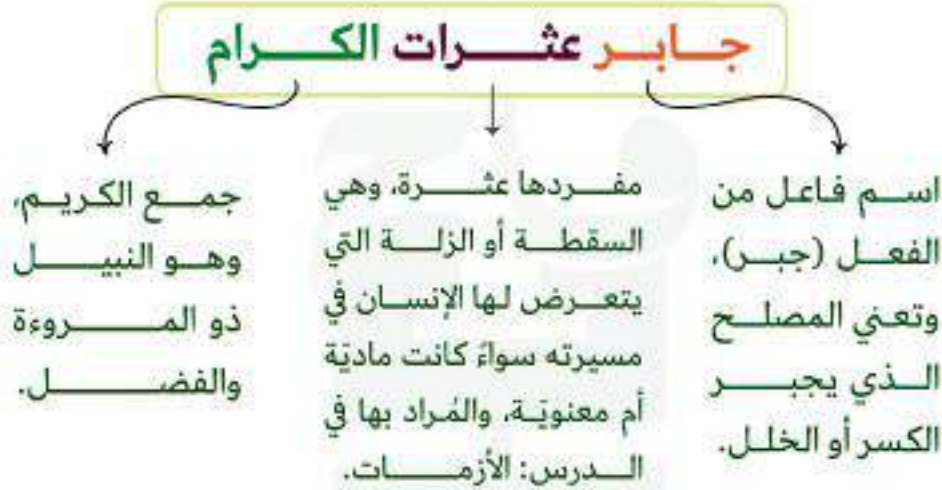 جابر عثرات الكرام
اسم فاعل من
الفعل (جبر)،
وتعني المصلح
الذي يجبر
الكسر أو الخلل.
مفردها عثرة، وهي
السقطة أو الزلة التي
يتعرض لها الإنسان في
مسيرته سواءً كانت ماديّة
أم معنويّة، والمُراد بها في
الدرس: الأزمات.
جمع الكريم،
وهو النبيل
ذو المروءة
والفضل.